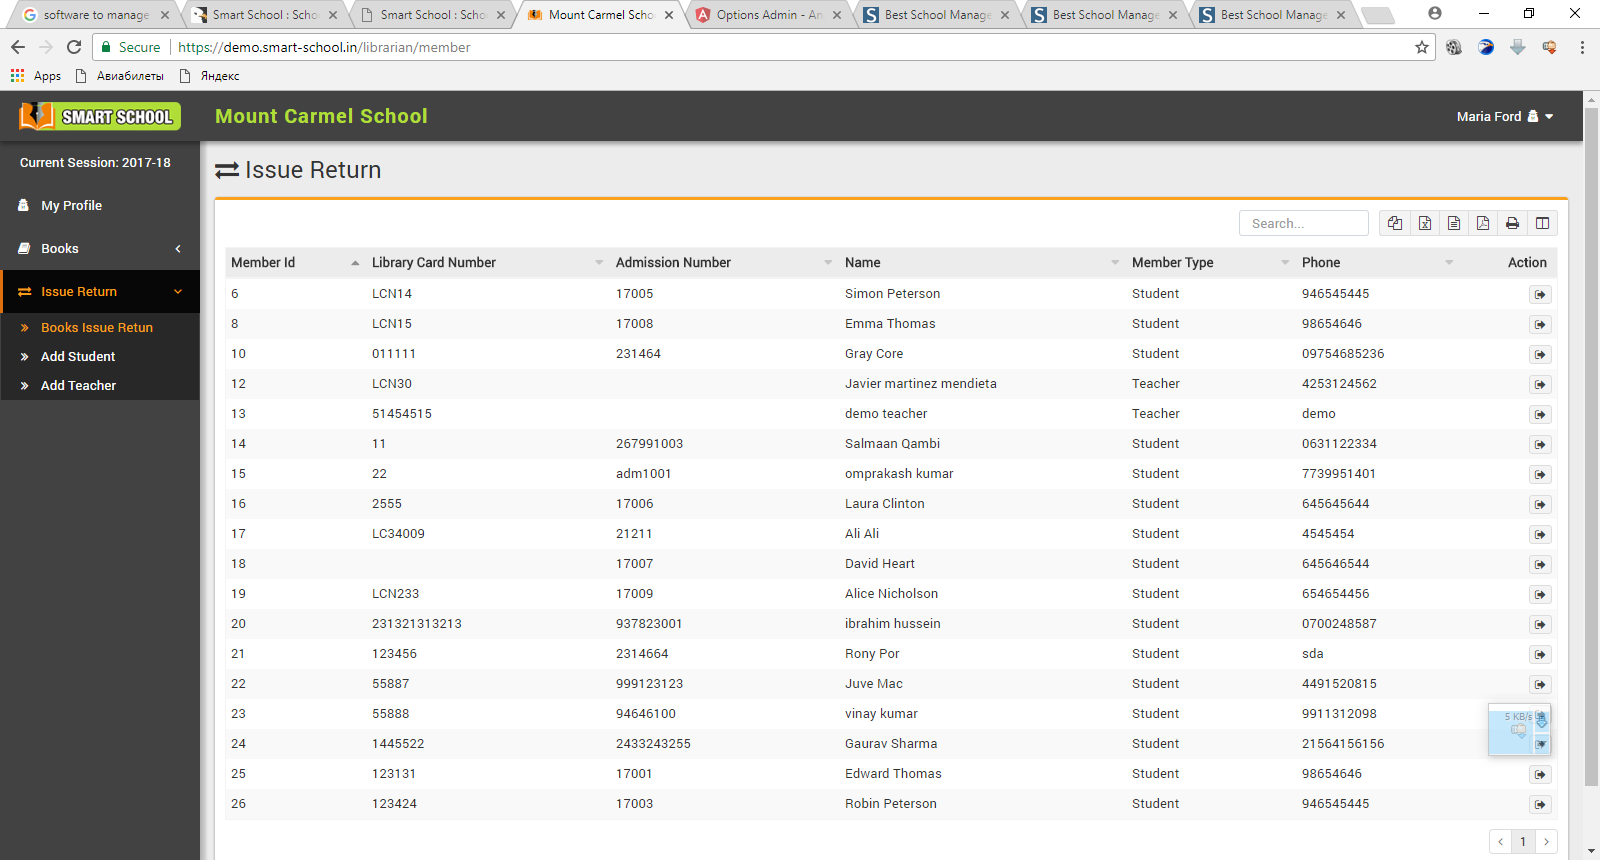 software to manage
Smart School : Scho
Smart School : Scho
Mount Carmel Scho
Options Admin - An
Best School Manage
Best School Manage
Best School Manage
Secure https://demo.smart-school.in/librarian/member
Apps Авиабилеты Яндекс
SMART SCHOOL
Mount Carmel School
Maria Ford
Current Session: 2017-18
My Profile
Books
Issue Return
Books Issue Retun
Add Student
Add Teacher
Issue Return
Search...
Member Id Library Card Number Admission Number Name Member Type Phone Action
6 LCN14 17005 Simon Peterson Student 946545445
8 LCN15 17008 Emma Thomas Student 98654646
10 011111 231464 Gray Core Student 09754685236
12 LCN30 Javier martinez mendieta Teacher 4253124562
13 51454515 demo teacher Teacher demo
14 11 267991003 Salmaan Qambi Student 0631122334
15 22 adm1001 omprakash kumar Student 7739951401
16 2555 17006 Laura Clinton Student 645645644
17 LC34009 21211 Ali Ali Student 4545454
18 17007 David Heart Student 645646544
19 LCN233 17009 Alice Nicholson Student 654654456
20 231321313213 937823001 ibrahim hussein Student 0700248587
21 123456 2314664 Rony Por Student sda
22 55887 999123123 Juve Mac Student 4491520815
23 55888 94646100 vinay kumar Student 9911312098
24 1445522 2433243255 Gaurav Sharma Student 21564156156
25 123131 17001 Edward Thomas Student 98654646
26 123424 17003 Robin Peterson Student 946545445
5 KB/s
1